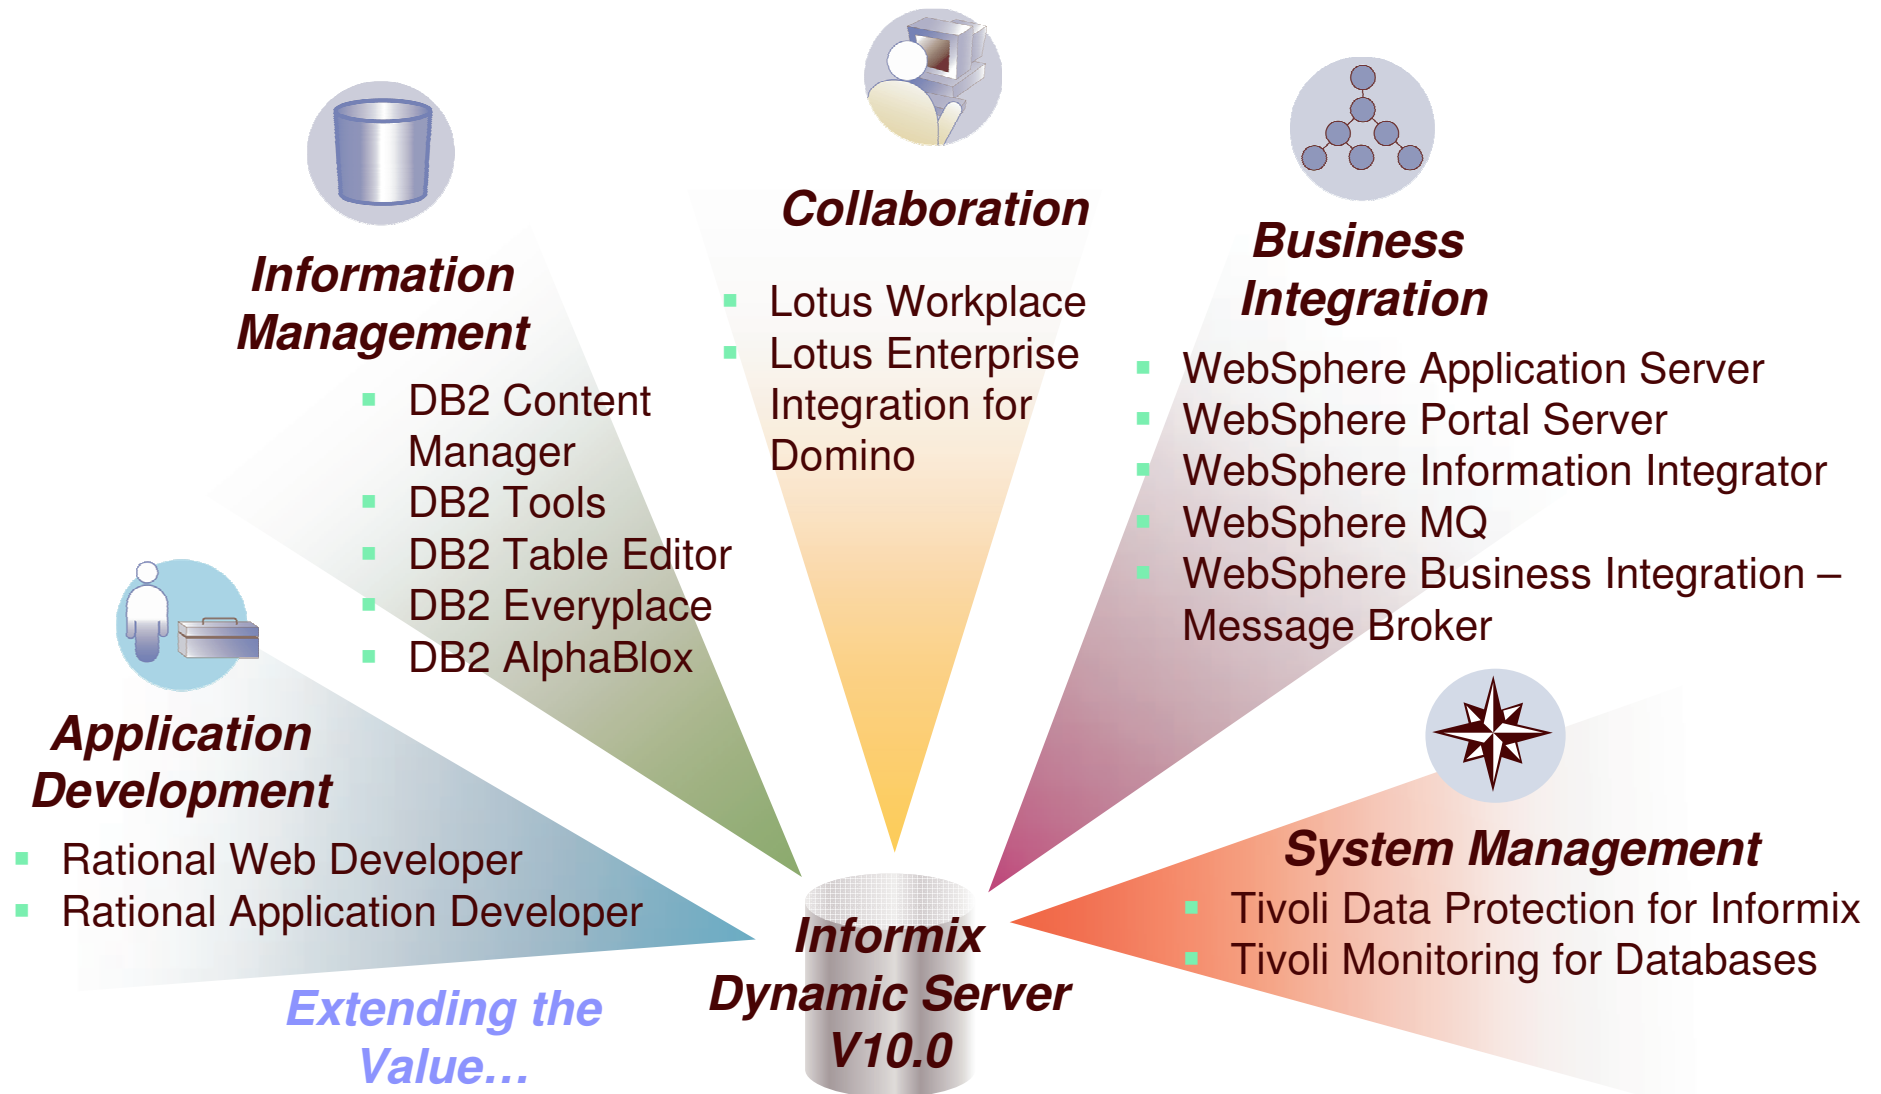 Collaboration
Lotus Workplace
Lotus Enterprise
Integration for
Domino
Information
Management
DB2 Content
Manager
DB2 Tools
DB2 Table Editor
DB2 Everyplace
DB2 AlphaBlox
Business
Integration
WebSphere Application Server
WebSphere Portal Server
WebSphere Information Integrator
WebSphere MQ
WebSphere Business Integration –
Message Broker
Application
Development
Rational Web Developer
Rational Application Developer
System Management
Tivoli Data Protection for Informix
Tivoli Monitoring for Databases
Informix
Dynamic Server
V10.0
Extending the
Value…